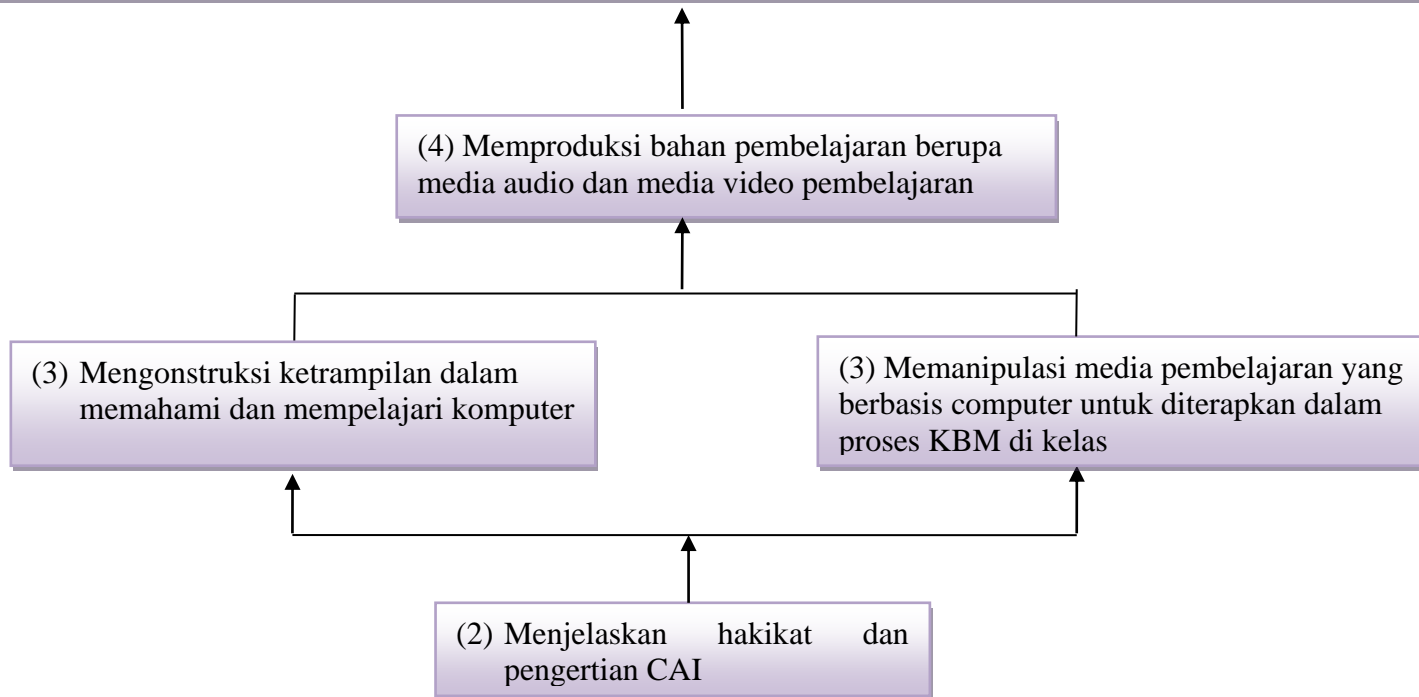 (4) Memproduksi bahan pembelajaran berupa
media audio dan media video pembelajaran
(3) Mengonstruksi ketrampilan dalam
memahami dan mempelajari komputer
(3) Memanipulasi media pembelajaran yang
berbasis computer untuk diterapkan dalam
proses KBM di kelas
(2) Menjelaskan hakikat dan
pengertian CAI